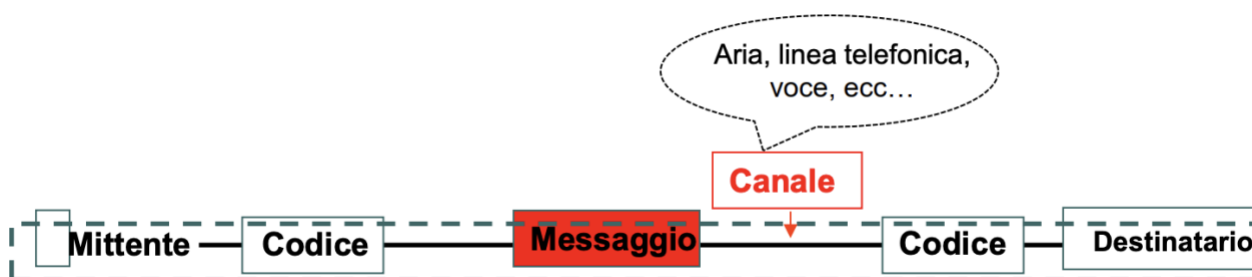 Aria, linea telefonica,
voce, ecc…
Canale
Mittente Codice Messaggio Codice Destinatario